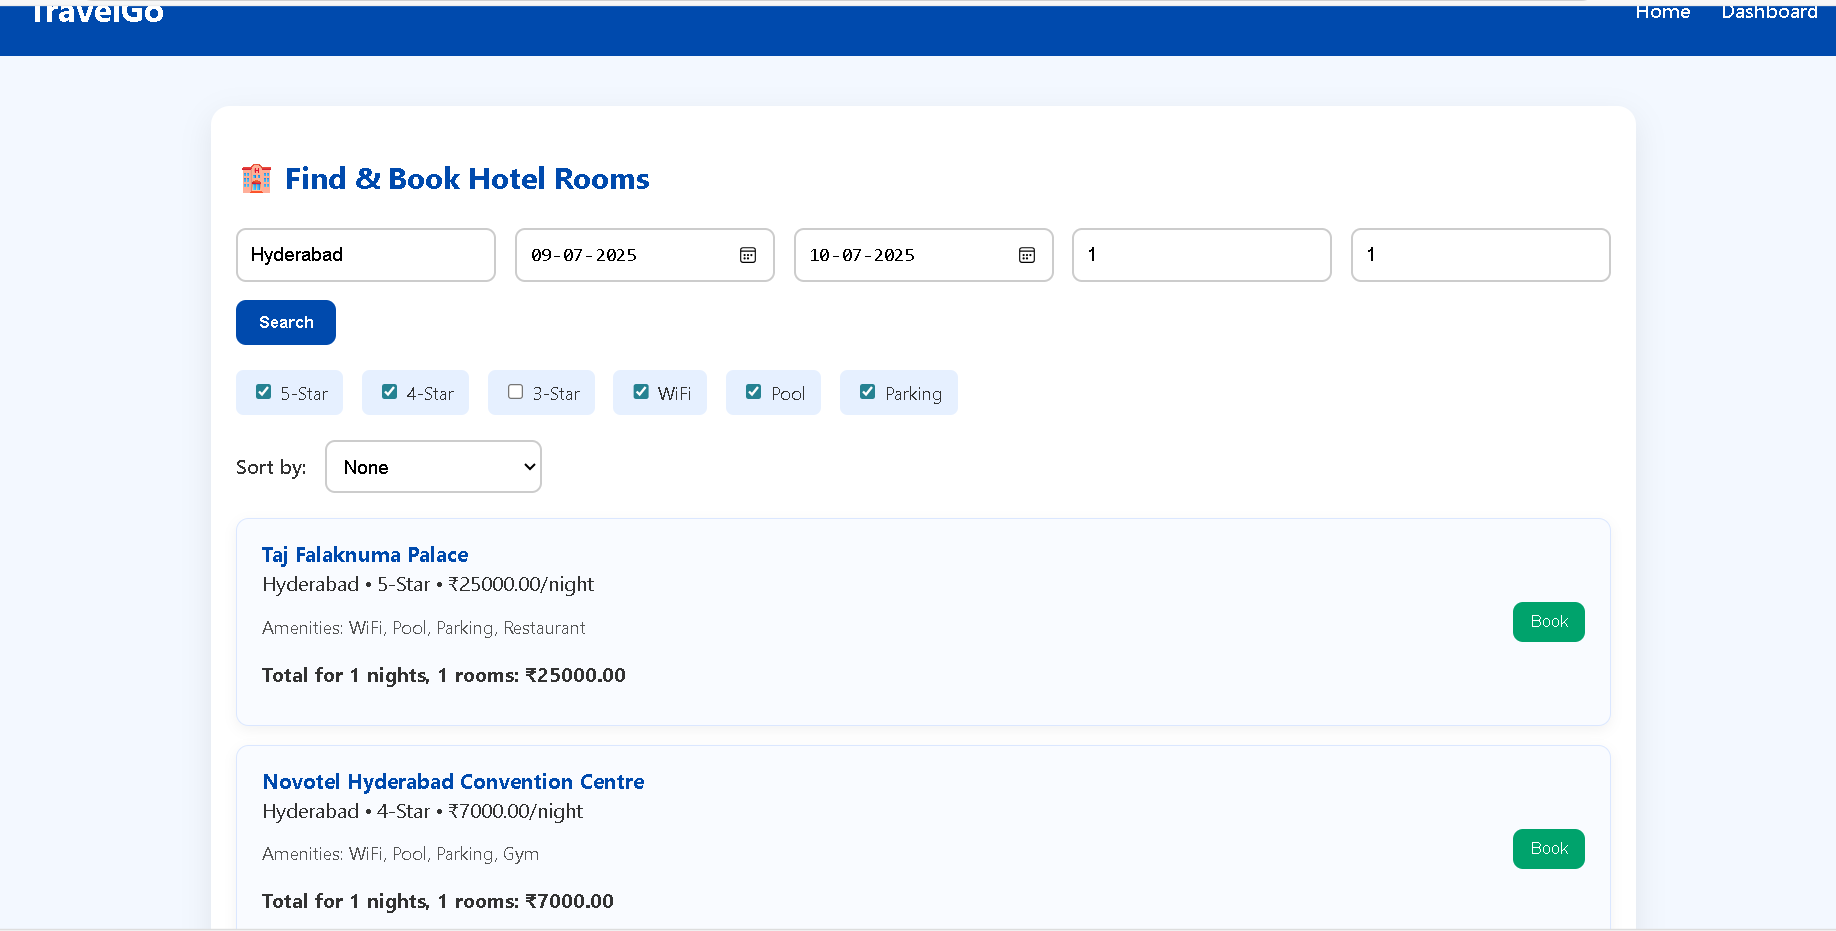 TravelGo Home Dashboard
Find & Book Hotel Rooms
Hyderabad 09-07-2025 10-07-2025 1 1
Search
5-Star 4-Star 3-Star WiFi Pool Parking
Sort by: None
Taj Falaknuma Palace
Hyderabad • 5-Star • ₹25000.00/night
Amenities: WiFi, Pool, Parking, Restaurant
Book
Total for 1 nights, 1 rooms: ₹25000.00
Novotel Hyderabad Convention Centre
Hyderabad • 4-Star • ₹7000.00/night
Amenities: WiFi, Pool, Parking, Gym
Book
Total for 1 nights, 1 rooms: ₹7000.00